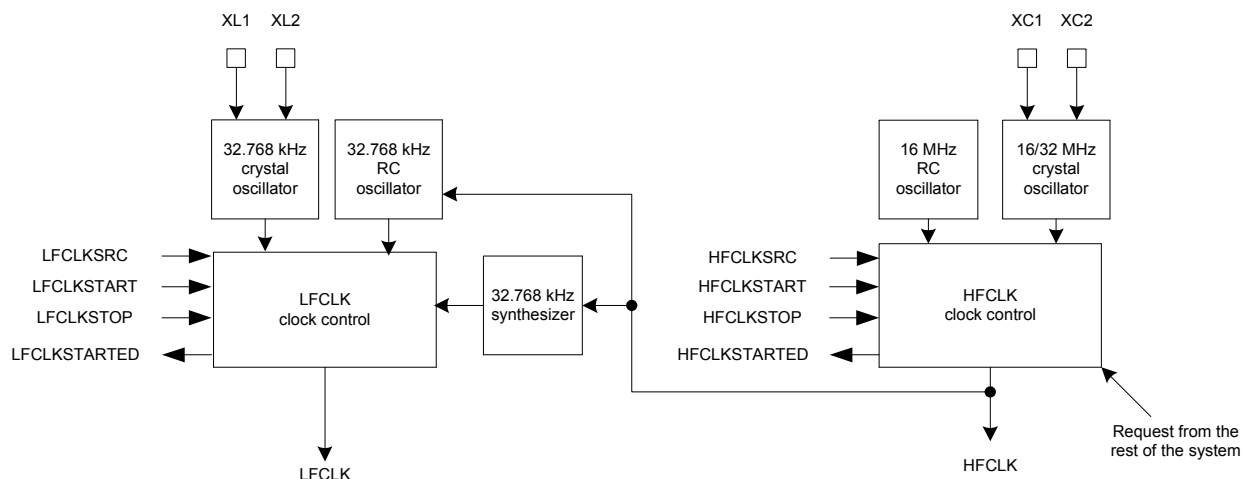 XL1 XL2
XC1 XC2
32.768 kHz
crystal
oscillator
32.768 kHz
RC
oscillator
16 MHz
RC
oscillator
16/32 MHz
crystal
oscillator
LFCLKSRC
LFCLKSTART
LFCLKSTOP
LFCLKSTARTED
LFCLK
clock control
32.768 kHz
synthesizer
HFCLKSRC
HFCLKSTART
HFCLKSTOP
HFCLKSTARTED
HFCLK
clock control
Request from the
rest of the system
LFCLK
HFCLK